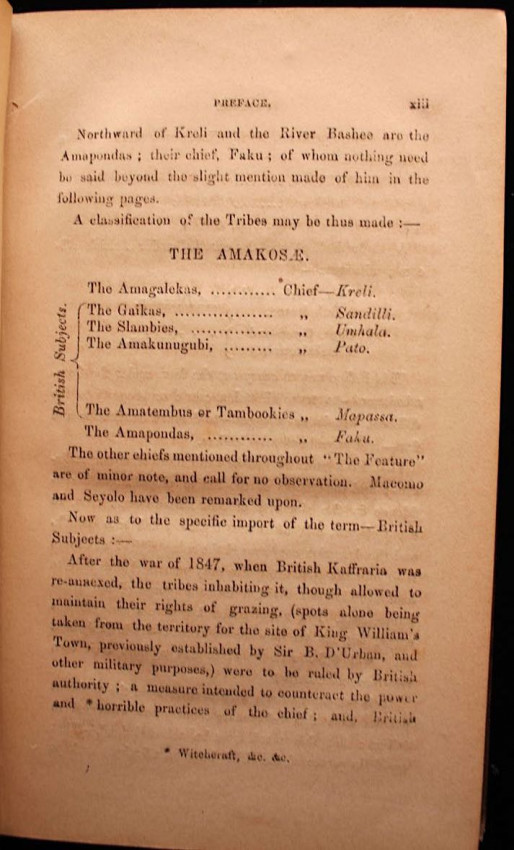 PREFACE, xiii
Northward of Kreli and the River Bashee are the
Amapondas ; their chief, Faku ; of whom nothing need
be said beyond the slight mention made of him in the
following pages.
A classification of the Tribes may be thus made :—
THE AMAKOSÆ.
The Amagalekas, ............ *Chief—Kreli.
British Subjects.
The Gaikas, .................. „ Sandilli.
The Slambies, ............... „ Umhala.
The Amakunugubi, ......... „ Pato.
The Amatembus or Tambookies „ Mapassa.
The Amapondas, ............ „ Faku.
The other chiefs mentioned throughout "The Feature"
are of minor note, and call for no observation. Macomo
and Seyolo have been remarked upon.
Now as to the specific import of the term—British
Subjects :—
After the war of 1847, when British Kaffraria was
re-annexed, the tribes inhabiting it, though allowed to
maintain their rights of grazing, (spots alone being
taken from the territory for the site of King William's
Town, previously established by Sir B. D'Urban, and
other military purposes,) were to be ruled by British
authority ; a measure intended to counteract the power
and *horrible practices of the chief ; and, British
* Witchcraft, &c. &c.